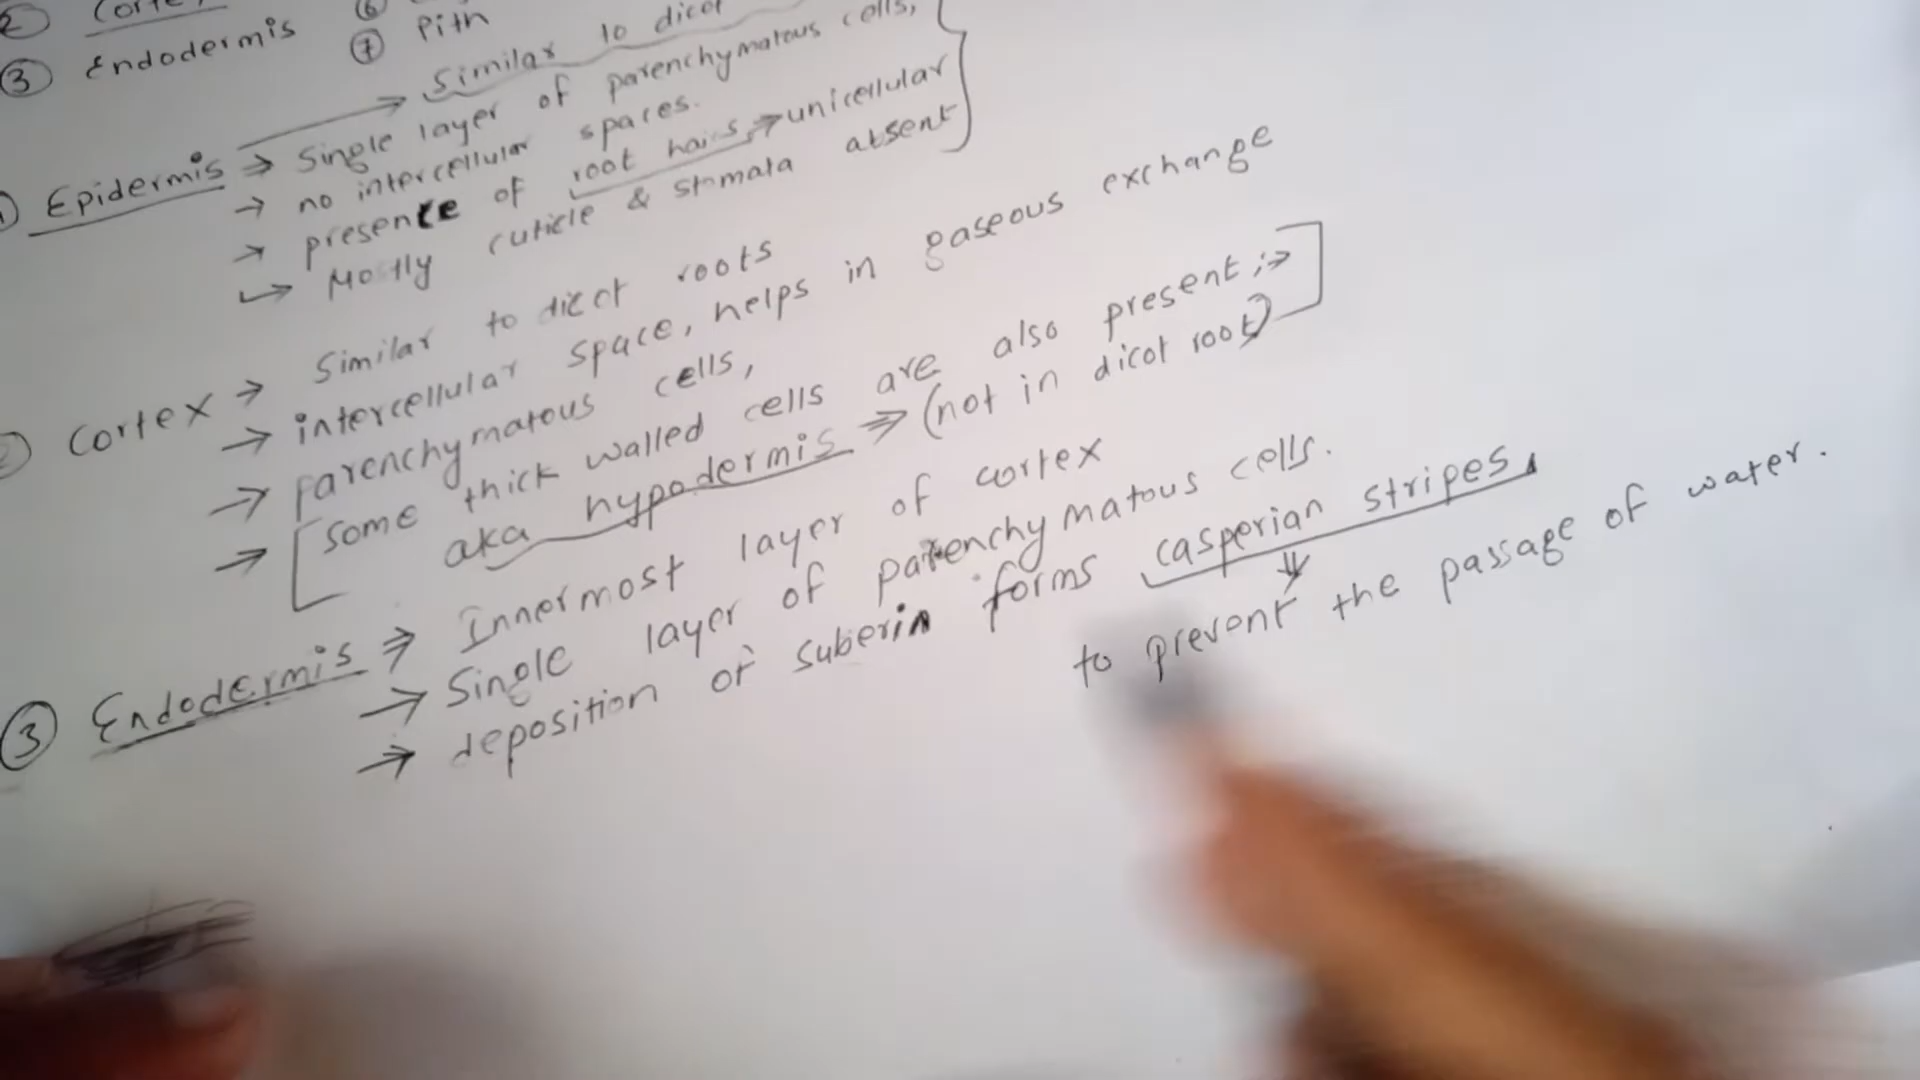 ③ Endodermis
⑥
⑦ Pith
Similar to dicot
Epidermis → Single layer of parenchymatous cells,
→ no intercellular spaces.
→ presence of root hairs → unicellular
↳ Mostly cuticle & stomata absent
Cortex → Similar to dicot roots
→ intercellular space, helps in gaseous exchange
→ parenchymatous cells,
→ [some thick walled cells are also present ;→
aka hypodermis ⇒ (not in dicot root)]
③ Endodermis ⇒ Innermost layer of cortex
→ Single layer of parenchymatous cells.
→ deposition of suberin forms casperian stripes
⇓
to prevent the passage of water.